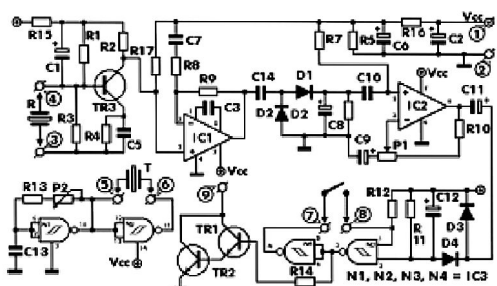 R15
R1
R2
R17
C7
R7
R5
R16
Vcc
1
C6
C2
2
C1
R8
4
TR3
R9
C14
D1
C10
Vcc
R
R3
R4
C5
3
C3
IC1
D2
D2
C8
IC2
C11
Vcc
C9
P1
R10
R13
P2
5
T
6
9
TR1
7
8
R12
C12
R11
D3
C13
Vcc
TR2
R14
D4
N1, N2, N3, N4 = IC3